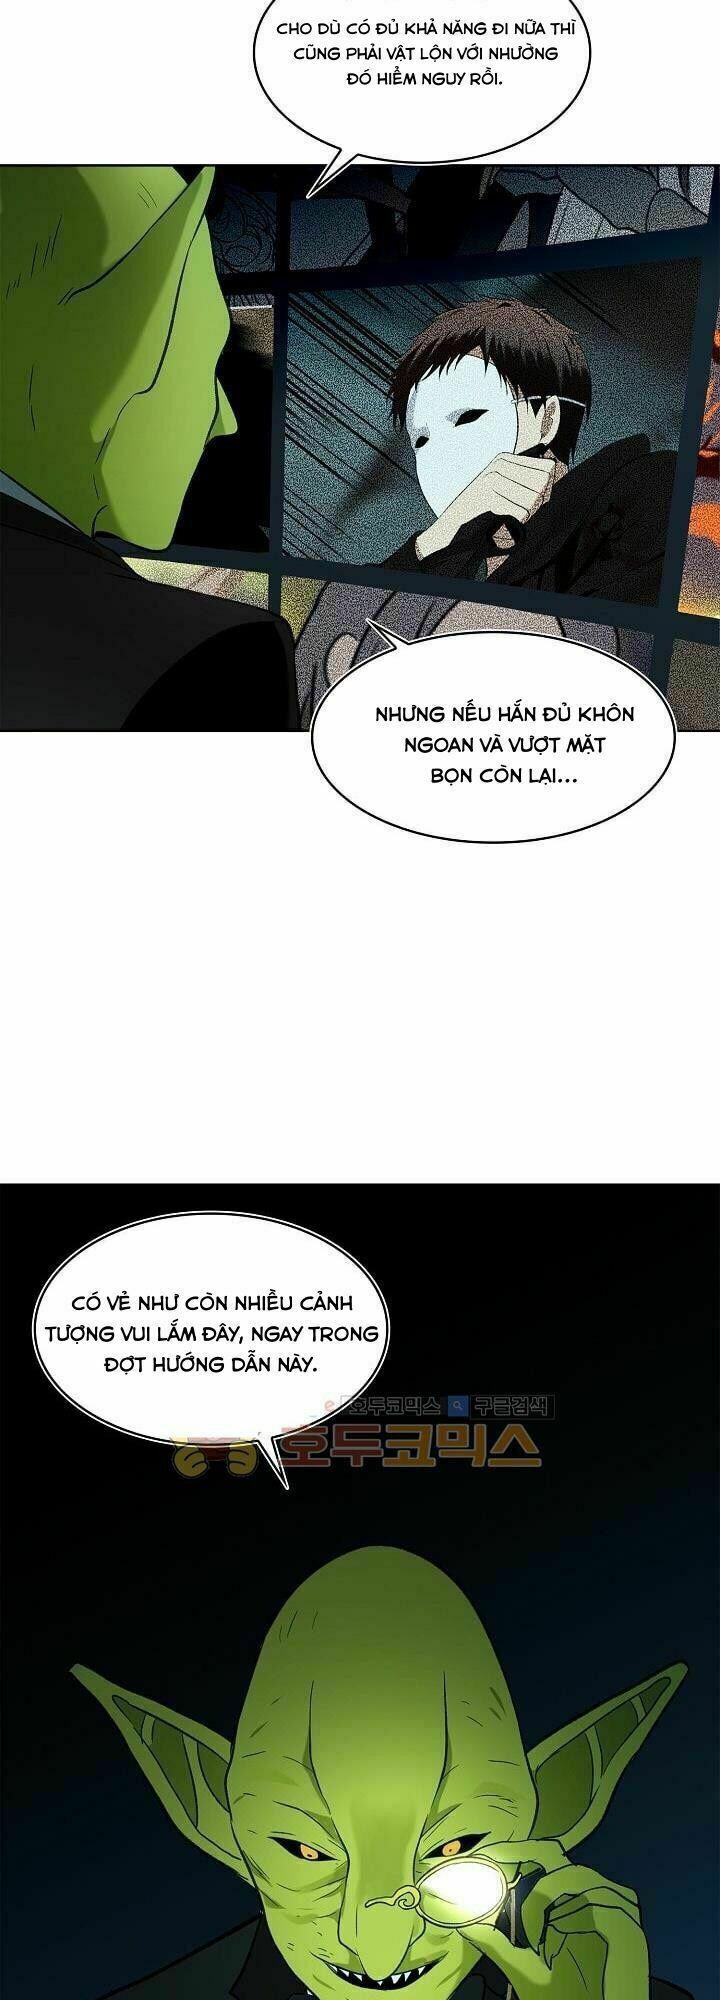 CHO DÙ CÓ ĐỦ KHẢ NĂNG ĐI NỮA THÌ
CŨNG PHẢI VẬT LỘN VỚI NHƯỜNG
ĐÓ HIỂM NGUY RỒI.
NHƯNG NẾU HẮN ĐỦ KHÔN
NGOAN VÀ VƯỢT MẶT
BỌN CÒN LẠI...
CÓ VẺ NHƯ CÒN NHIỀU CẢNH
TƯỢNG VUI LẮM ĐÂY, NGAY TRONG
ĐỢT HƯỚNG DẪN NÀY.
호두코믹스 구글검색
호두코믹스